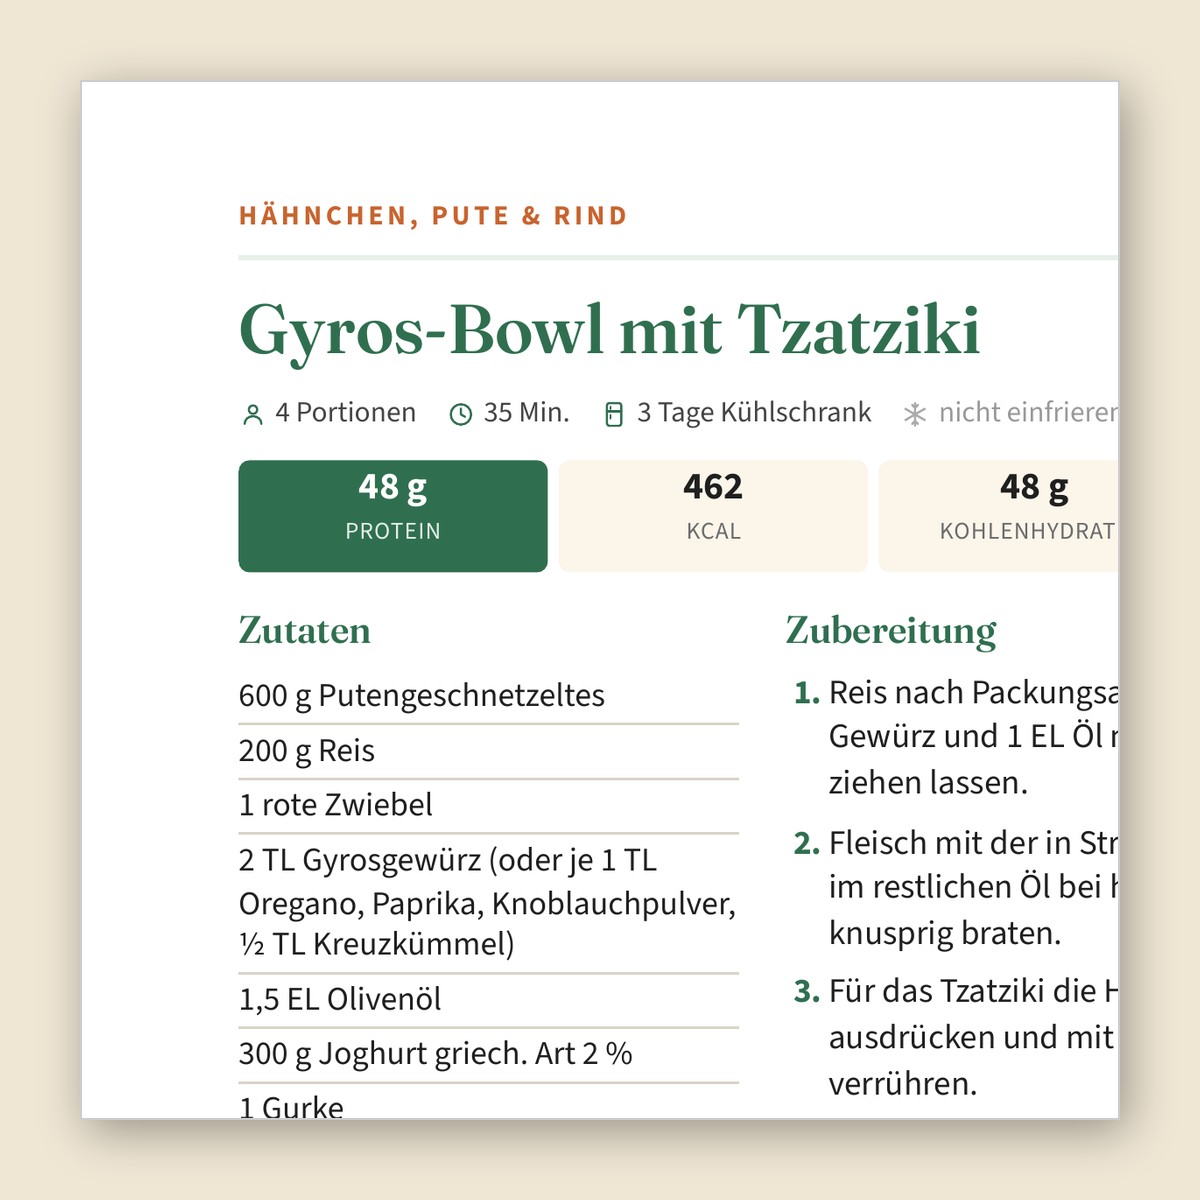 HÄHNCHEN, PUTE & RIND
Gyros-Bowl mit Tzatziki
4 Portionen 35 Min. 3 Tage Kühlschrank nicht
48 g 462 48 g
PROTEIN KCAL
Zutaten
600 g Putengeschnetzeltes
200 g Reis
1 rote Zwiebel
2 TL Gyrosgewürz (oder je 1 TL
Oregano, Paprika, Knoblauchpulver,
½ TL Kreuzkümmel)
1,5 EL Olivenöl
300 g Joghurt griech. Art 2 %
1 Gurke
Zubereitung
1. Reis nach
Gewürz und 1 EL Öl
ziehen lassen.
2. Fleisch mit der in
im restlichen Öl bei
knusprig braten.
3. Für das Tzatziki die
ausdrücken und mit
verrühren.